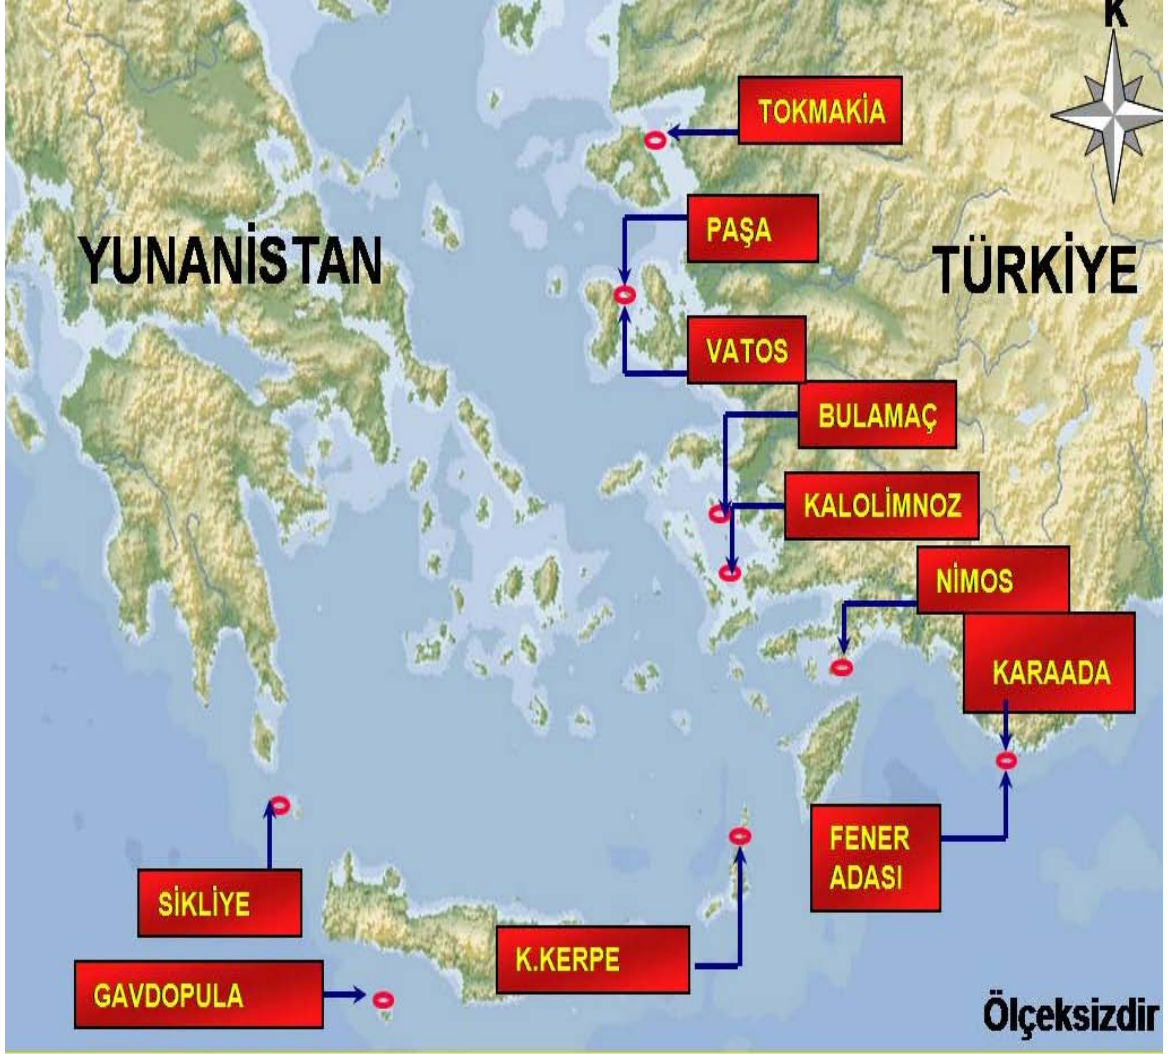 K
TOKMAKİA
PAŞA
YUNANİSTAN
TÜRKİYE
VATOS
BULAMAÇ
KALOLİMNOZ
NİMOS
KARAADA
FENER
ADASI
SİKLİYE
K.KERPE
GAVDOPULA
Ölçeksizdir